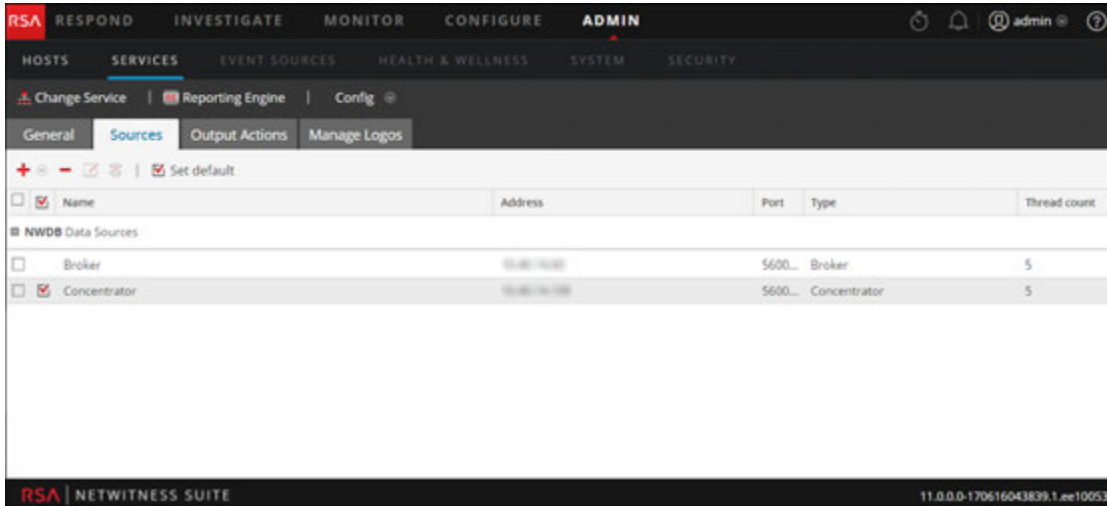 RSA RESPOND INVESTIGATE MONITOR CONFIGURE ADMIN admin
HOSTS SERVICES EVENT SOURCES HEALTH & WELLNESS SYSTEM SECURITY
Change Service | Reporting Engine | Config
General Sources Output Actions Manage Logos
Set default
Name Address Port Type Thread count
NWDB Data Sources
Broker 5600... Broker 5
Concentrator 5600... Concentrator 5
RSA | NETWITNESS SUITE 11.0.0.0-170616043839.1.ee10053